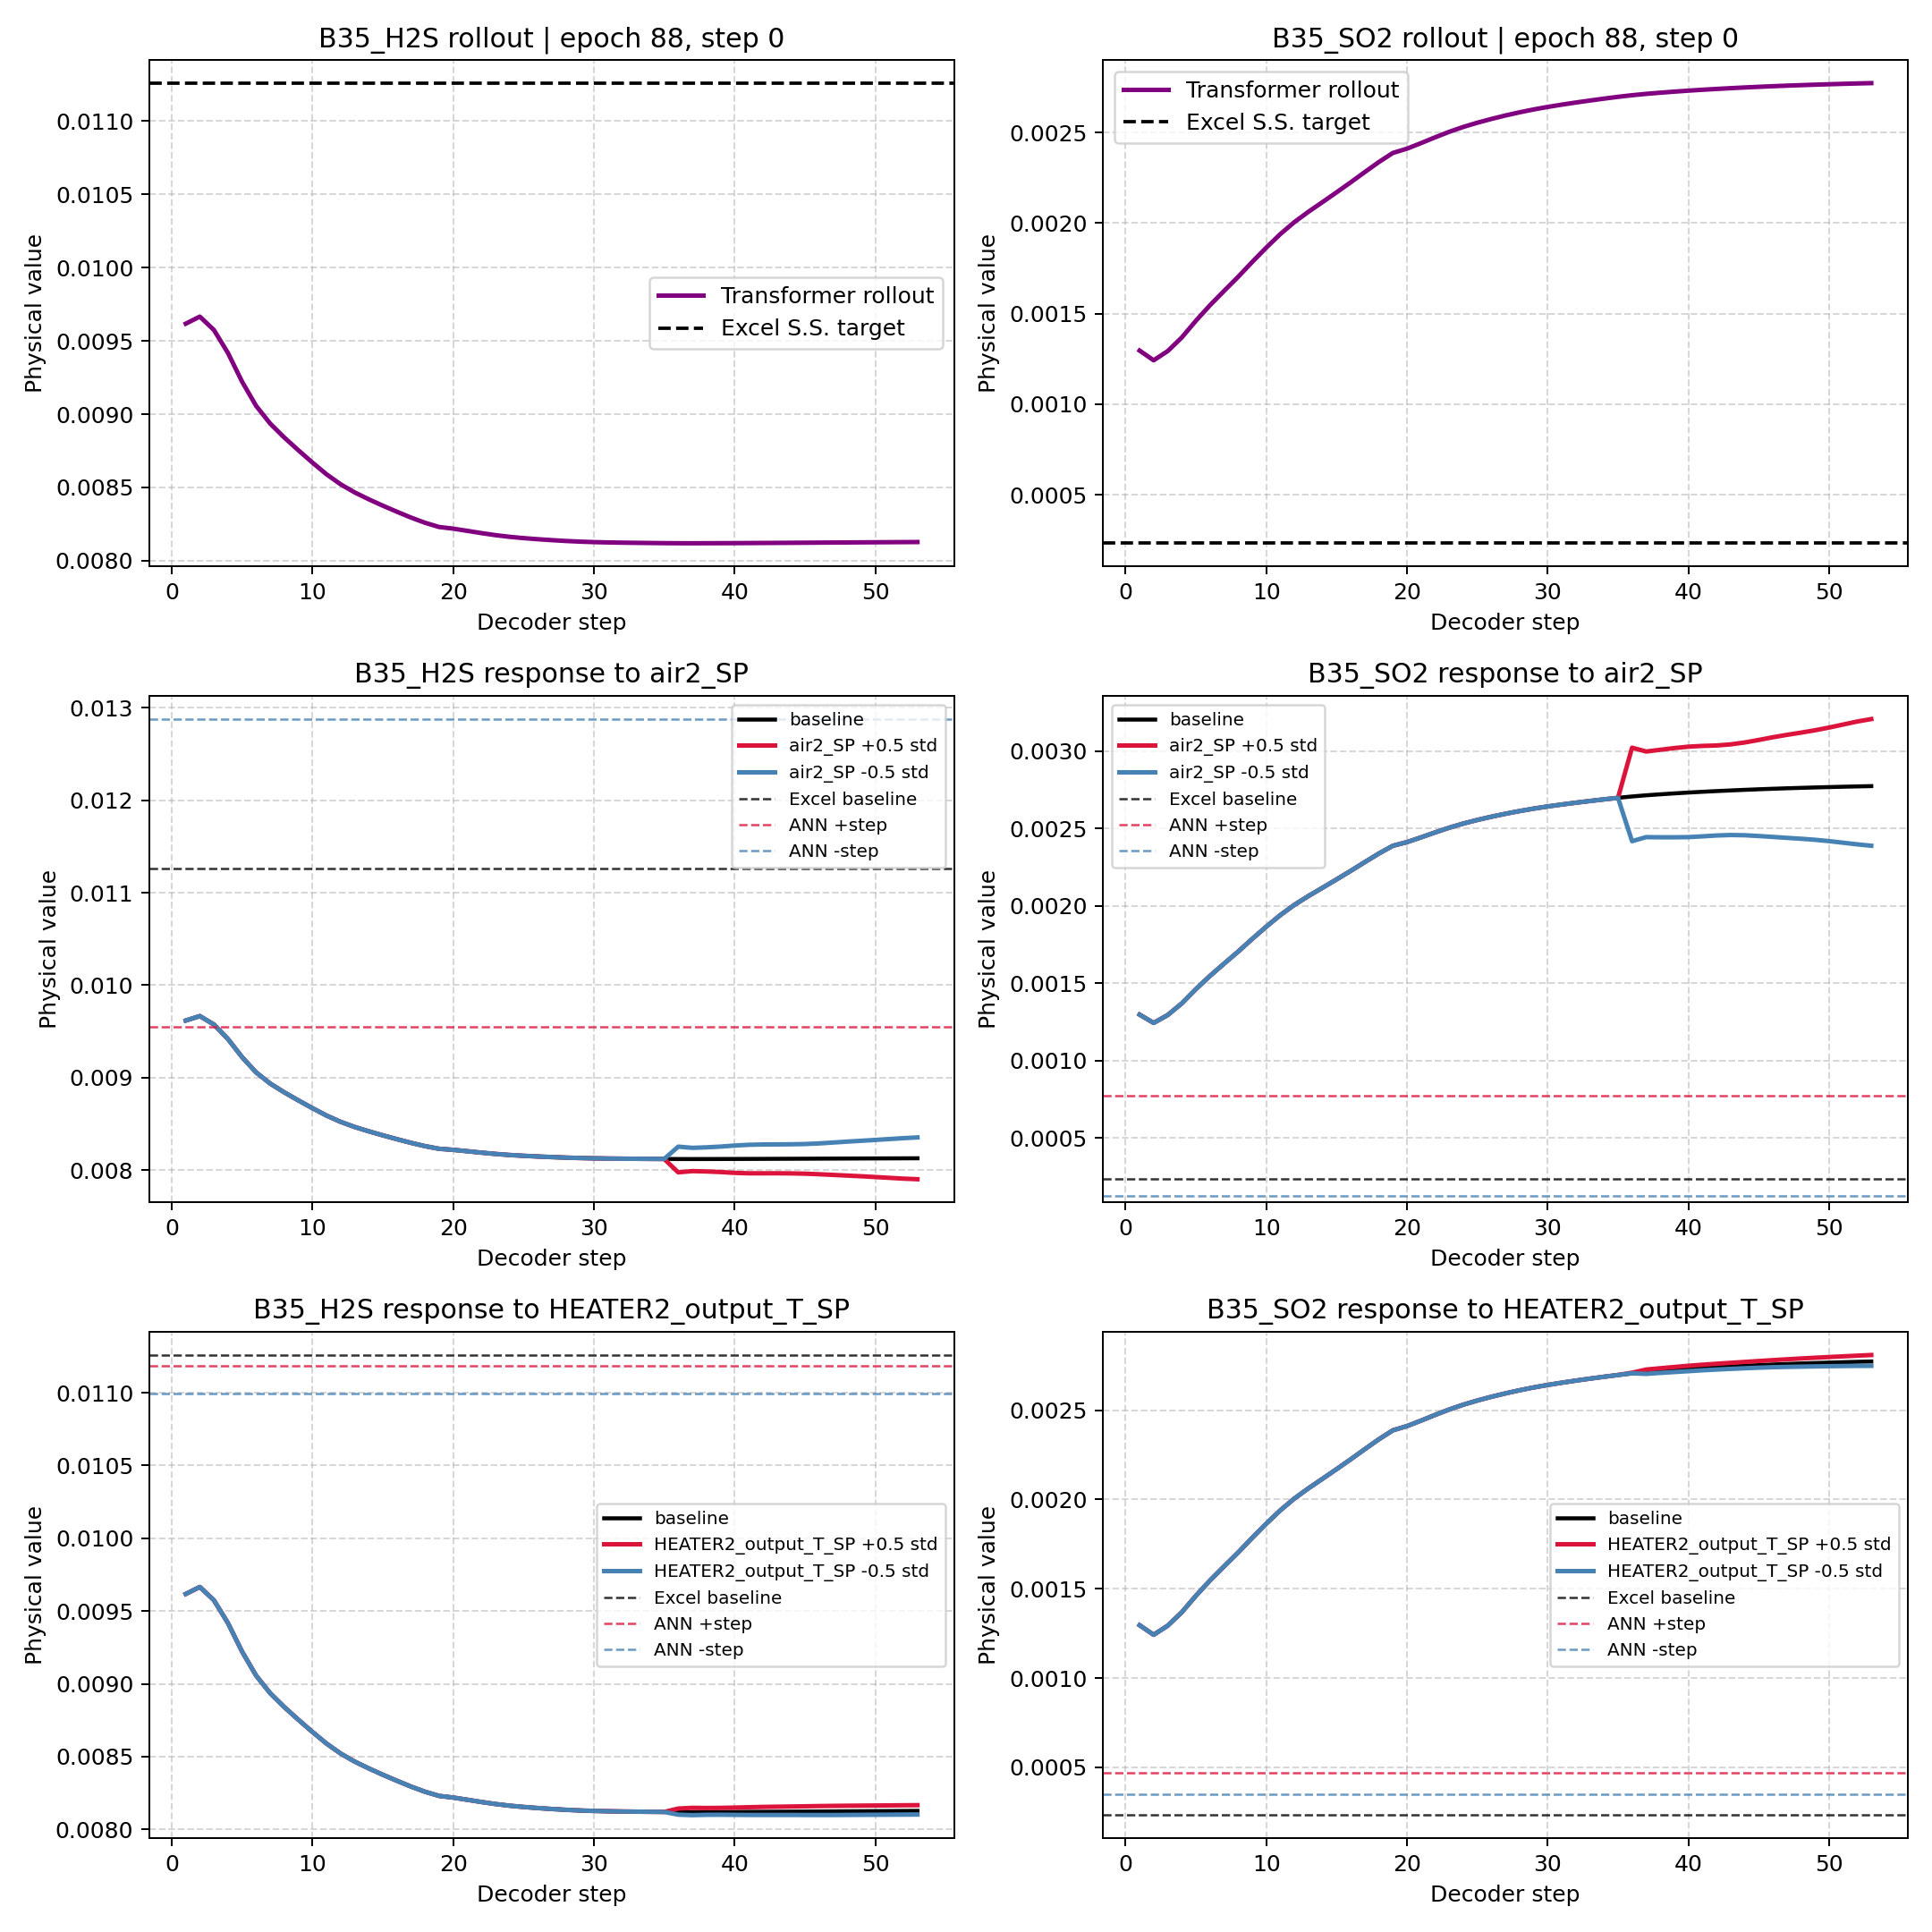 B35_H2S rollout | epoch 88, step 0
Physical value
0.0110
0.0105
0.0100
0.0095
0.0090
0.0085
0.0080
Transformer rollout
Excel S.S. target
0 10 20 30 40 50
Decoder step
B35_SO2 rollout | epoch 88, step 0
Physical value
0.0025
0.0020
0.0015
0.0010
0.0005
Transformer rollout
Excel S.S. target
0 10 20 30 40 50
Decoder step
B35_H2S response to air2_SP
Physical value
0.013
0.012
0.011
0.010
0.009
0.008
baseline
air2_SP +0.5 std
air2_SP -0.5 std
Excel baseline
ANN +step
ANN -step
0 10 20 30 40 50
Decoder step
B35_SO2 response to air2_SP
Physical value
0.0030
0.0025
0.0020
0.0015
0.0010
0.0005
baseline
air2_SP +0.5 std
air2_SP -0.5 std
Excel baseline
ANN +step
ANN -step
0 10 20 30 40 50
Decoder step
B35_H2S response to HEATER2_output_T_SP
Physical value
0.0110
0.0105
0.0100
0.0095
0.0090
0.0085
0.0080
baseline
HEATER2_output_T_SP +0.5 std
HEATER2_output_T_SP -0.5 std
Excel baseline
ANN +step
ANN -step
0 10 20 30 40 50
Decoder step
B35_SO2 response to HEATER2_output_T_SP
Physical value
0.0025
0.0020
0.0015
0.0010
0.0005
baseline
HEATER2_output_T_SP +0.5 std
HEATER2_output_T_SP -0.5 std
Excel baseline
ANN +step
ANN -step
0 10 20 30 40 50
Decoder step